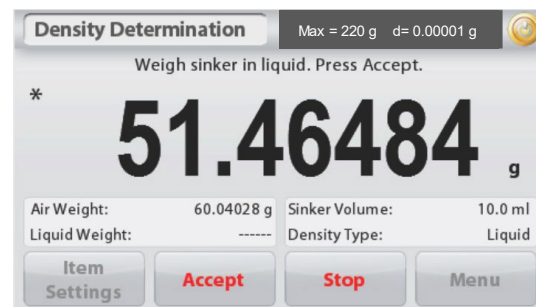 Density Determination Max = 220 g d= 0.00001 g
Weigh sinker in liquid. Press Accept.
*
51.46484 g
Air Weight: 60.04028 g Sinker Volume: 10.0 ml
Liquid Weight: ------ Density Type: Liquid
Item Settings Accept Stop Menu